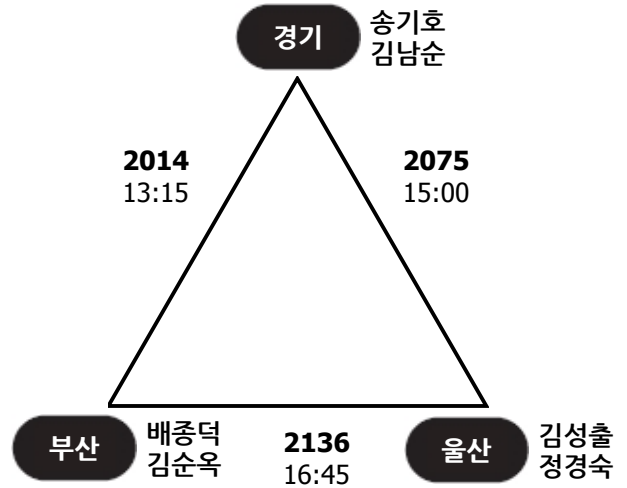 경기
송기호
김남순
2014
13:15
2075
15:00
부산
배종덕
김순옥
2136
16:45
울산
김성출
정경숙